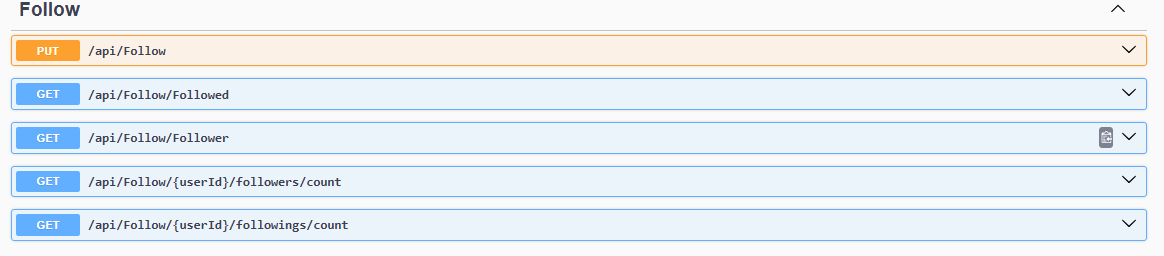 Follow
PUT /api/Follow
GET /api/Follow/Followed
GET /api/Follow/Follower
GET /api/Follow/{userId}/followers/count
GET /api/Follow/{userId}/followings/count